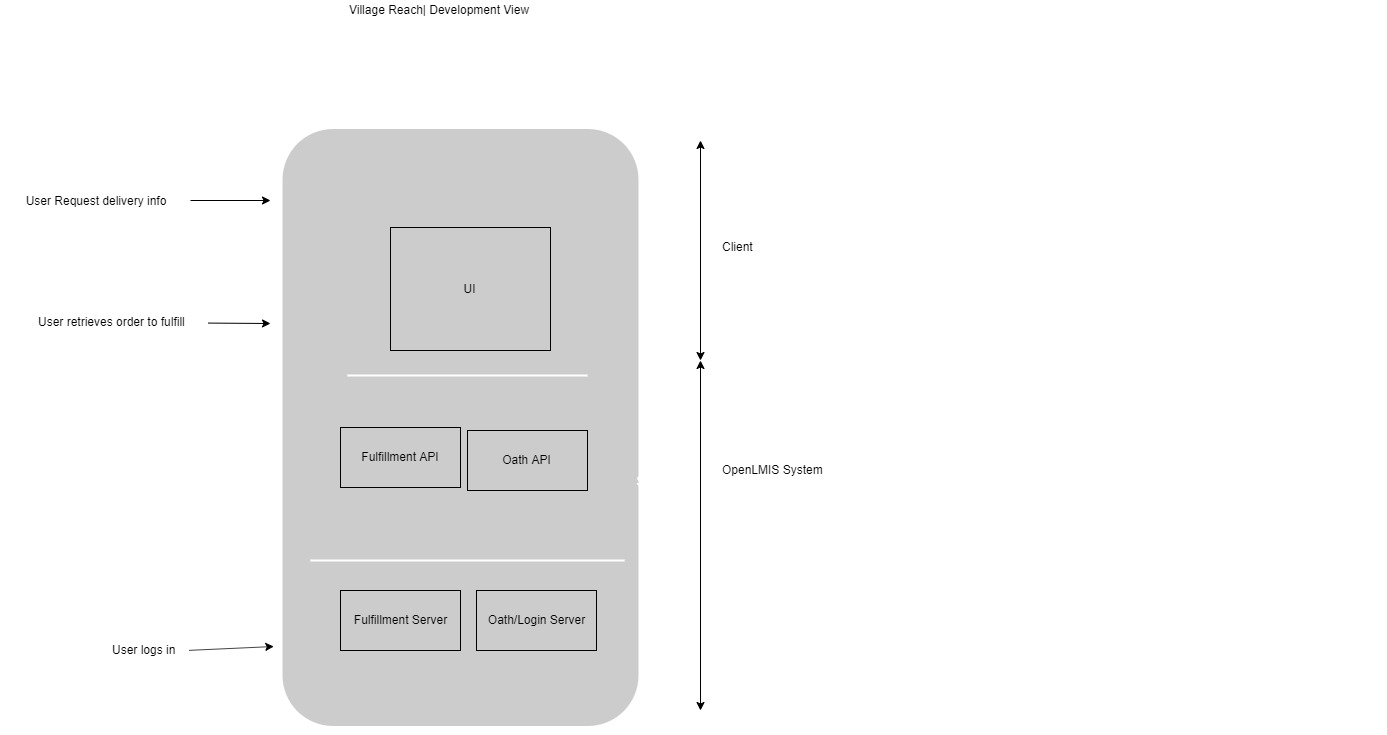 Village Reach| Development View
User Request delivery info
Client
UI
User retrieves order to fulfill
Fulfillment API
Oath API
OpenLMIS System
Fulfillment Server
Oath/Login Server
User logs in